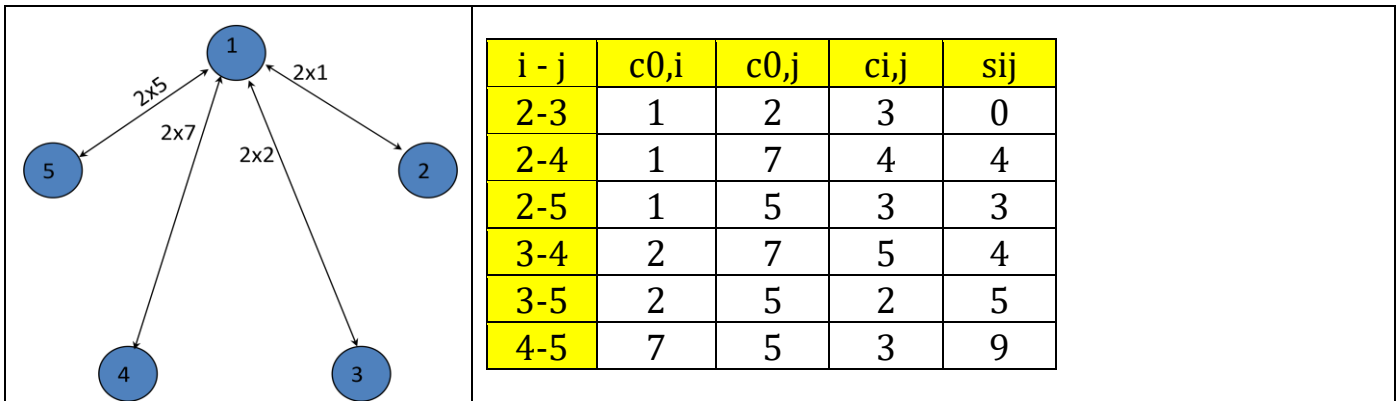 1
2x1
2x5
2x7
2x2
5
2
4
3
i - j c0,i c0,j ci,j sij
2-3 1 2 3 0
2-4 1 7 4 4
2-5 1 5 3 3
3-4 2 7 5 4
3-5 2 5 2 5
4-5 7 5 3 9